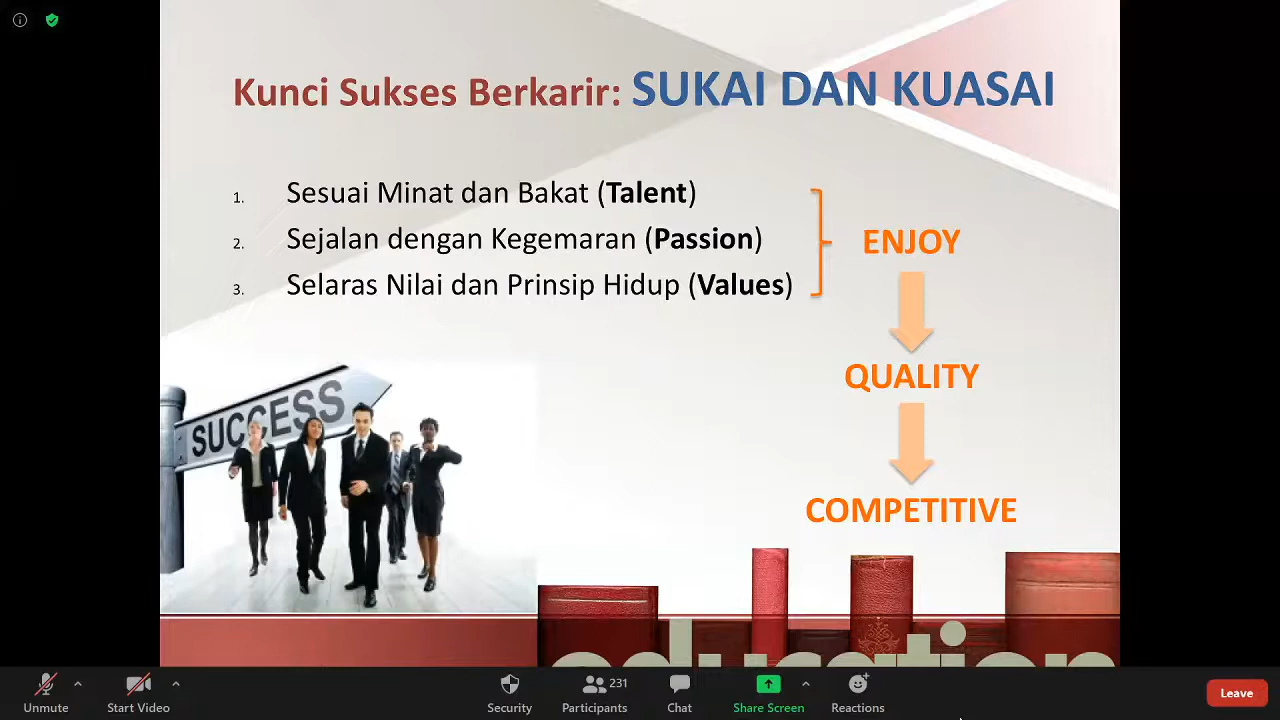 Kunci Sukses Berkarir: SUKAI DAN KUASAI
1. Sesuai Minat dan Bakat (Talent)
2. Sejalan dengan Kegemaran (Passion)
3. Selaras Nilai dan Prinsip Hidup (Values)
ENJOY
QUALITY
COMPETITIVE
SUCCESS
education
Unmute
Start Video
Security
231
Participants
Chat
Share Screen
Reactions
Leave